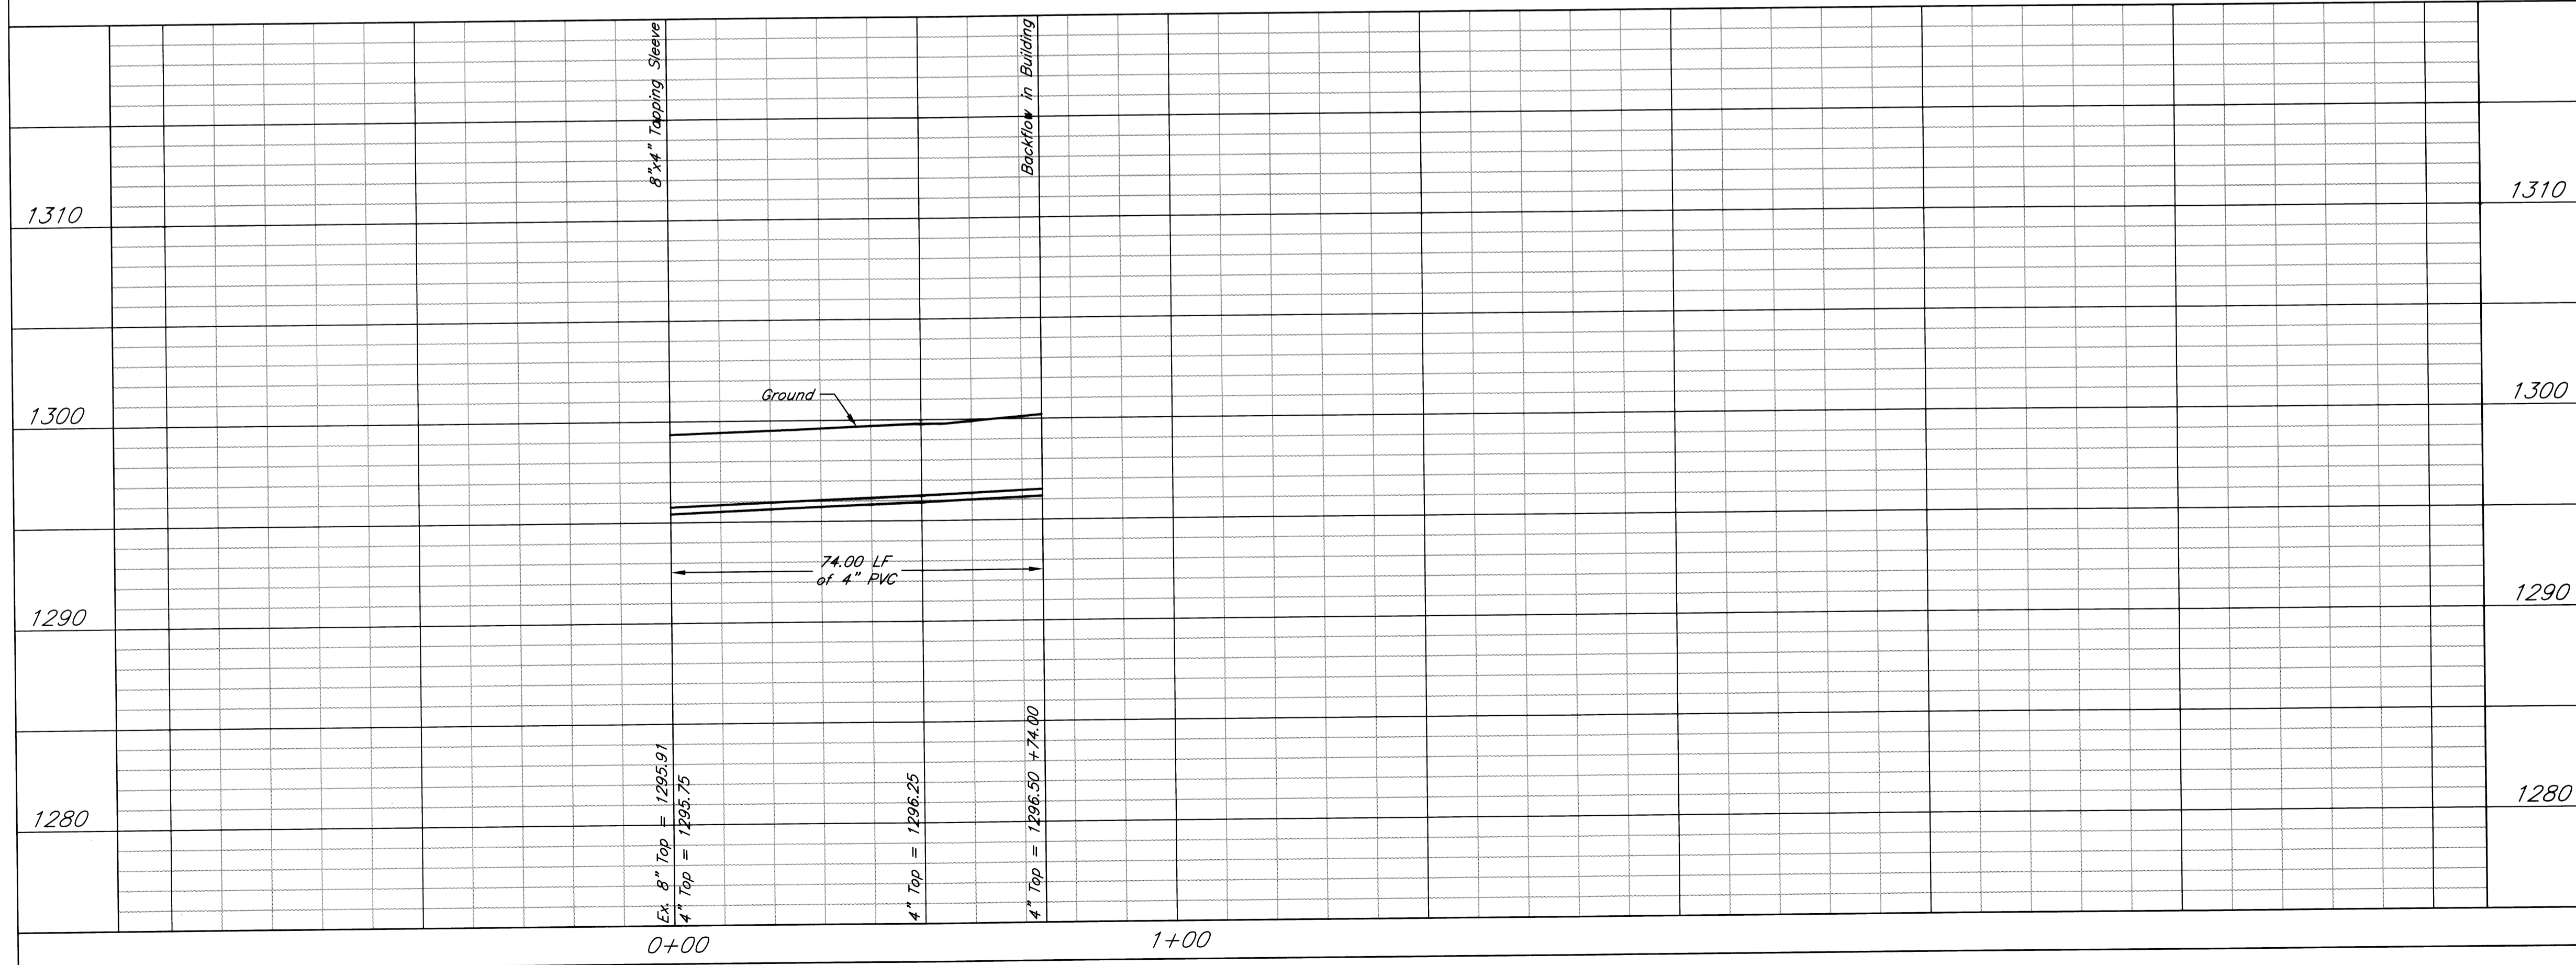 8"x4" Tapping Sleeve
Backflow in Building
1310
1310
1300
1300
Ground
74.00 LF
of 4" PVC
1290
1290
Ex. 8" Top = 1295.91
4" Top = 1295.75
4" Top = 1296.25
4" Top = 1296.50 +74.00
1280
1280
0+00
1+00